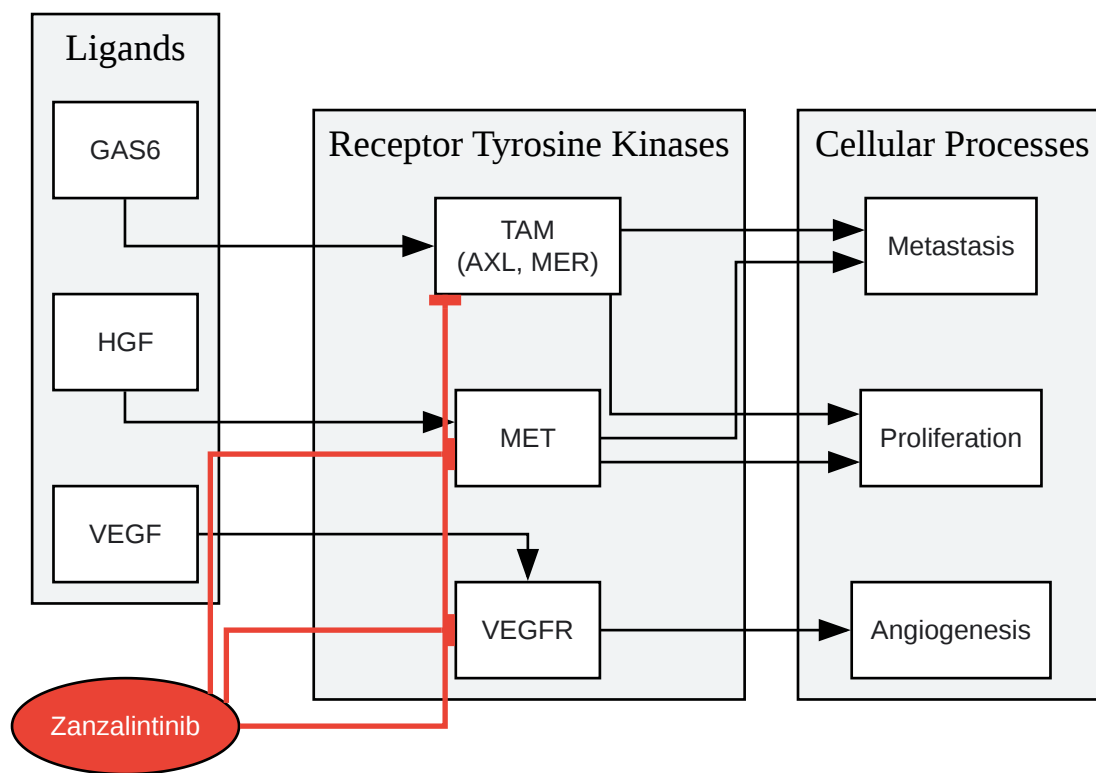 Ligands
GAS6
HGF
VEGF
Receptor Tyrosine Kinases
TAM
(AXL, MER)
MET
VEGFR
Cellular Processes
Metastasis
Proliferation
Angiogenesis
Zanzalintinib